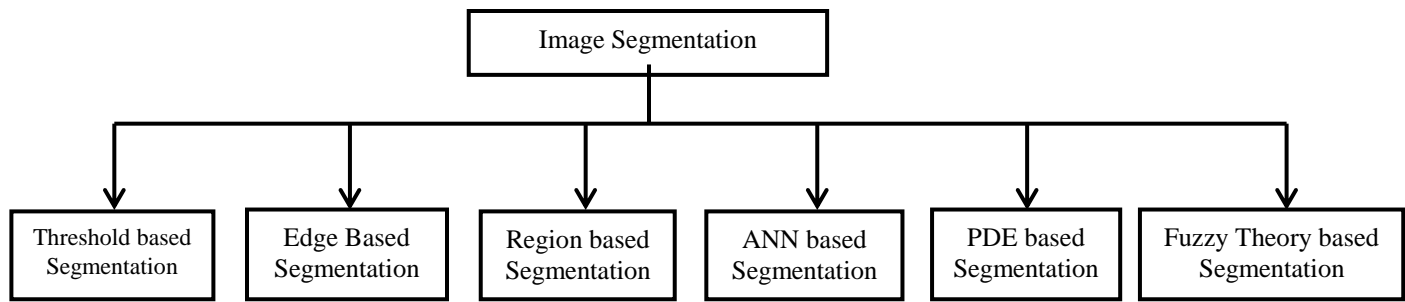 Image Segmentation
Threshold based
Segmentation
Edge Based
Segmentation
Region based
Segmentation
ANN based
Segmentation
PDE based
Segmentation
Fuzzy Theory based
Segmentation